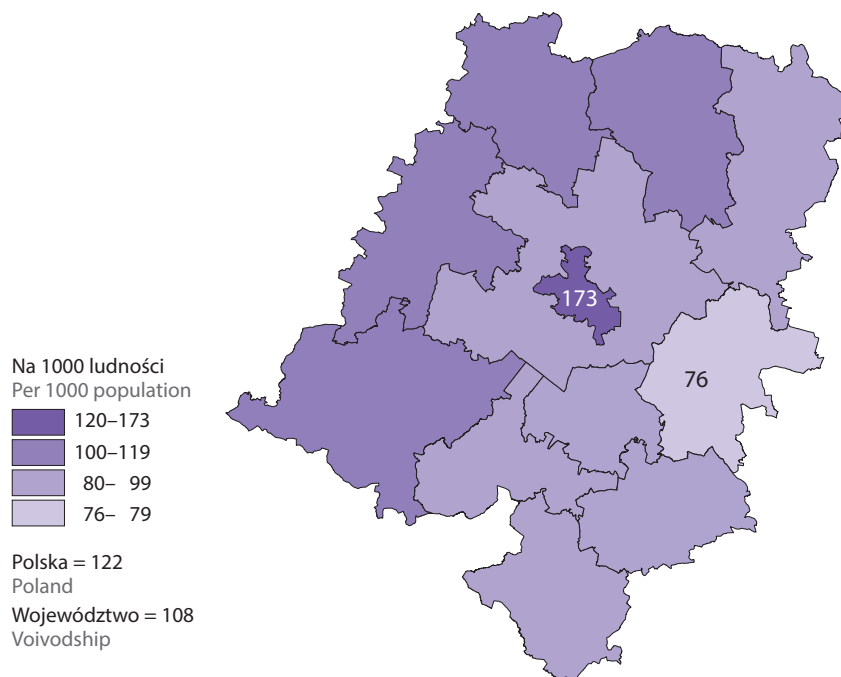 173
76
Na 1000 ludności
Per 1000 population
120–173
100–119
80– 99
76– 79
Polska = 122
Poland
Województwo = 108
Voivodship